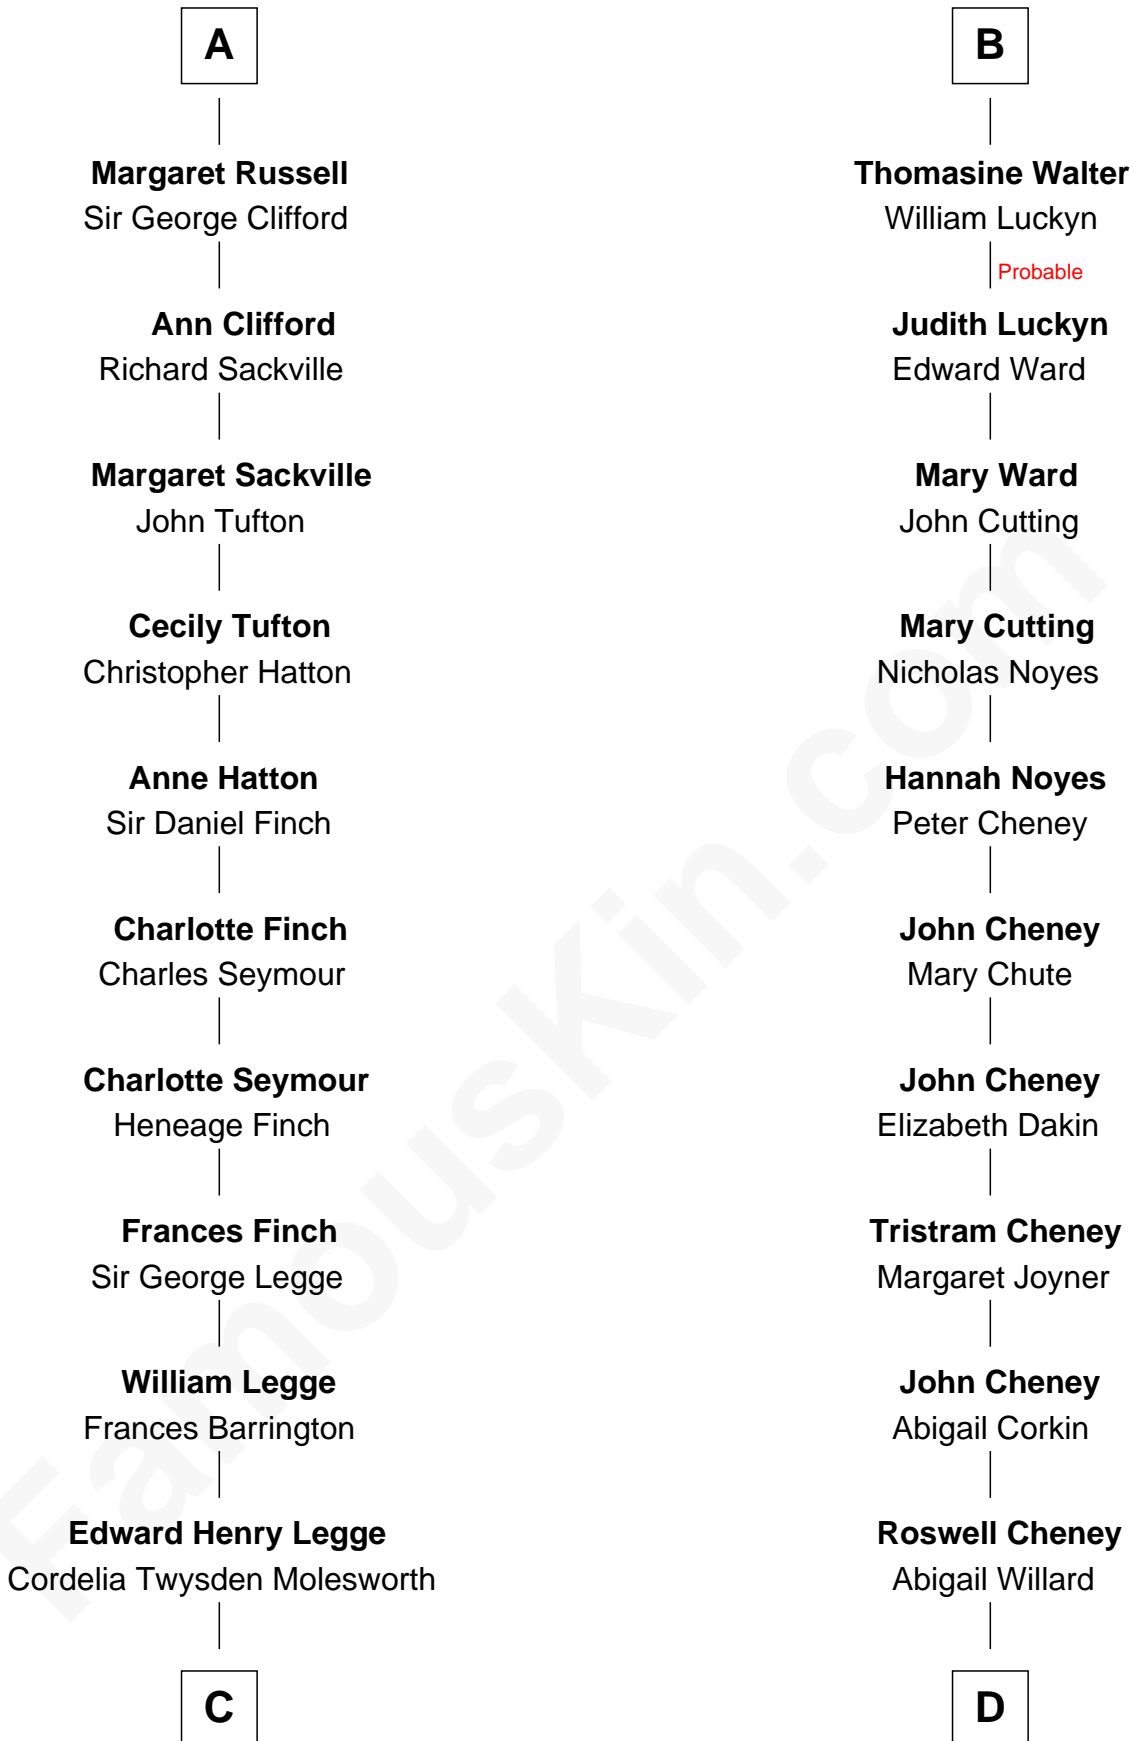 A
Margaret Russell
Sir George Clifford
Ann Clifford
Richard Sackville
Margaret Sackville
John Tufton
Cecily Tufton
Christopher Hatton
Anne Hatton
Sir Daniel Finch
Charlotte Finch
Charles Seymour
Charlotte Seymour
Heneage Finch
Frances Finch
Sir George Legge
William Legge
Frances Barrington
Edward Henry Legge
Cordelia Twysden Molesworth
C
B
Thomasine Walter
William Luckyn
Probable
Judith Luckyn
Edward Ward
Mary Ward
John Cutting
Mary Cutting
Nicholas Noyes
Hannah Noyes
Peter Cheney
John Cheney
Mary Chute
John Cheney
Elizabeth Dakin
Tristram Cheney
Margaret Joyner
John Cheney
Abigail Corkin
Roswell Cheney
Abigail Willard
D
FamousKin.com